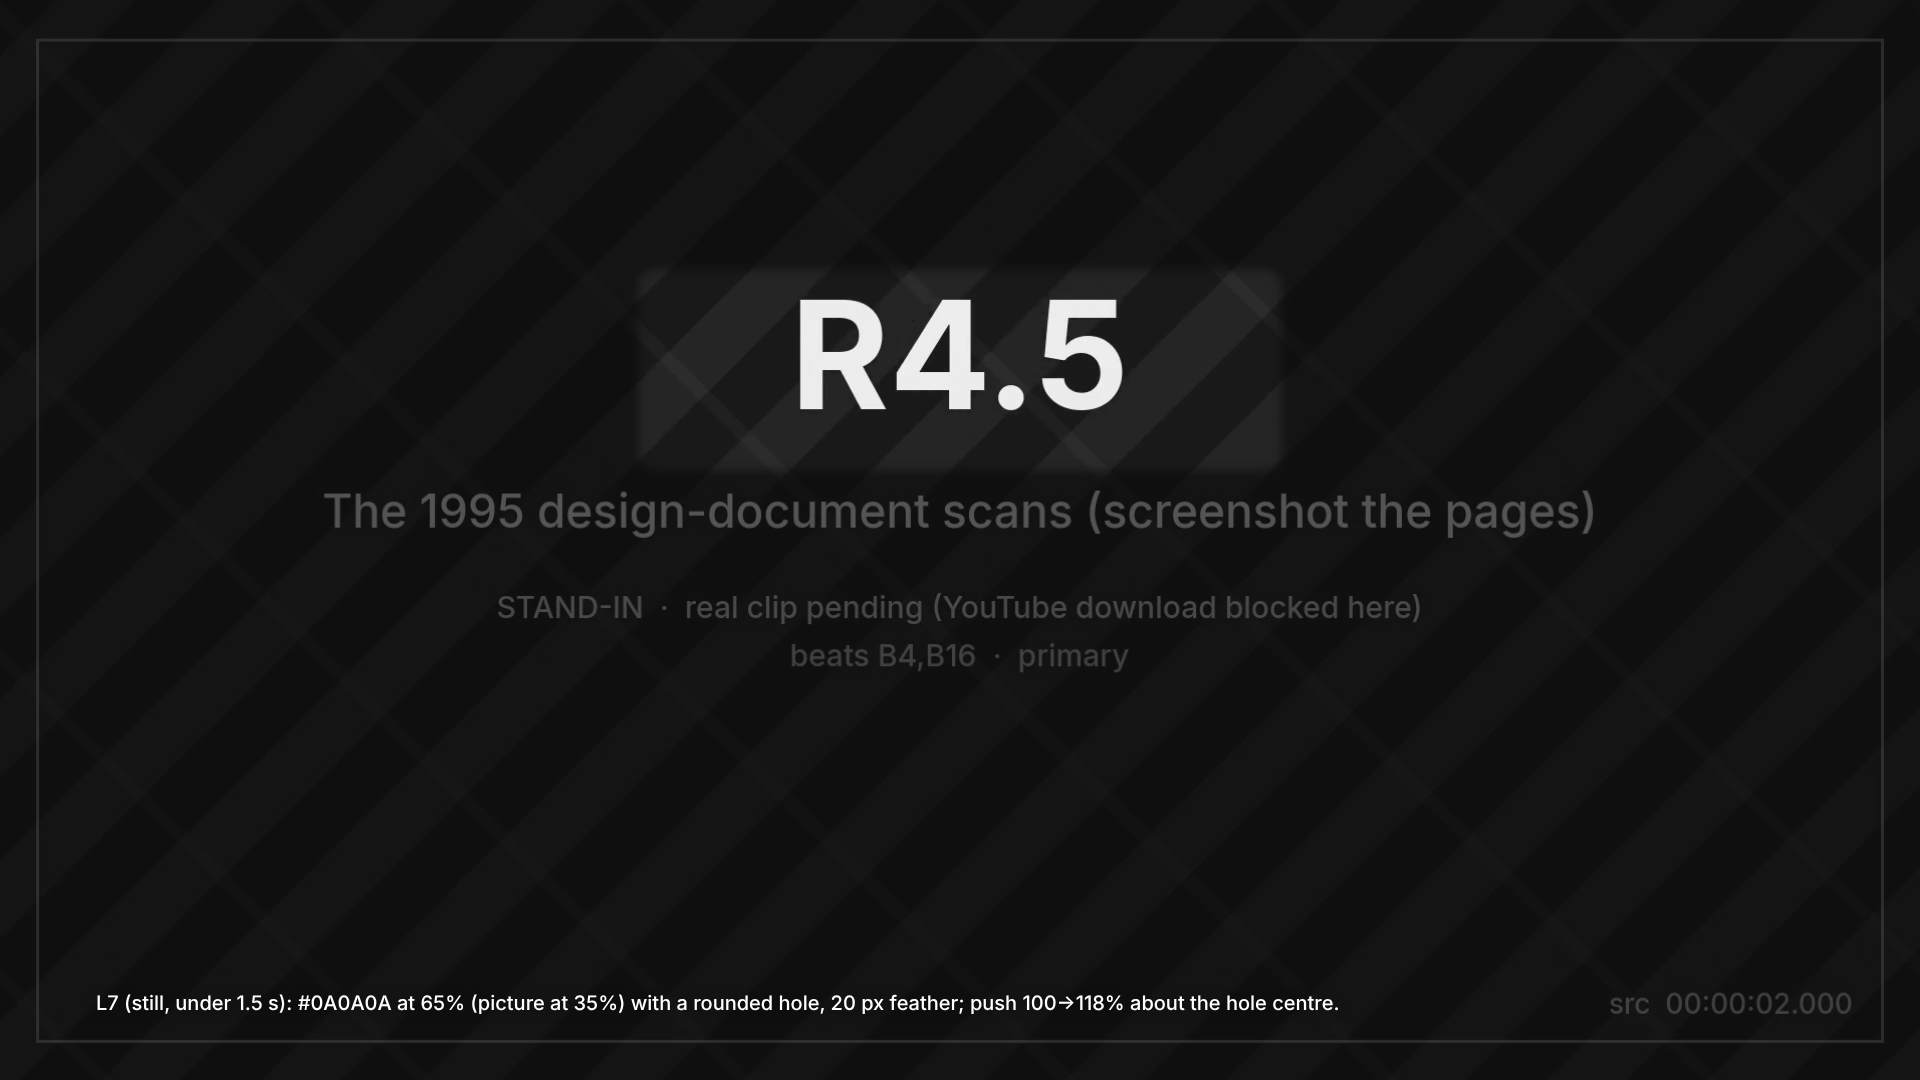 R4.5
The 1995 design-document scans (screenshot the pages)
STAND-IN · real clip pending (YouTube download blocked here)
beats B4,B16 · primary
L7 (still, under 1.5 s): #0A0A0A at 65% (picture at 35%) with a rounded hole, 20 px feather; push 100→118% about the hole centre.
src 00:00:02.000